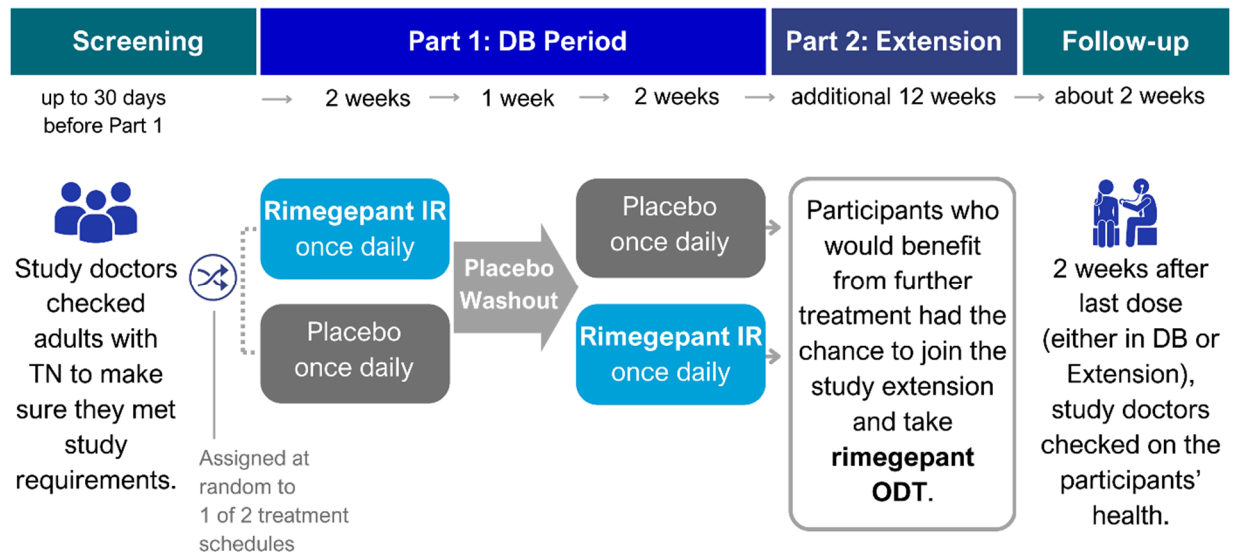 Screening
Part 1: DB Period
Part 2: Extension
Follow-up
up to 30 days
before Part 1
2 weeks
1 week
2 weeks
additional 12 weeks
about 2 weeks
Study doctors
checked
adults with
TN to make
sure they met
study
requirements.
Assigned at
random to
1 of 2 treatment
schedules
Rimegepant IR
once daily
Placebo
once daily
Placebo
Washout
Placebo
once daily
Rimegepant IR
once daily
Participants who
would benefit
from further
treatment had the
chance to join the
study extension
and take
rimegepant
ODT.
2 weeks after
last dose
(either in DB or
Extension),
study doctors
checked on the
participants’
health.